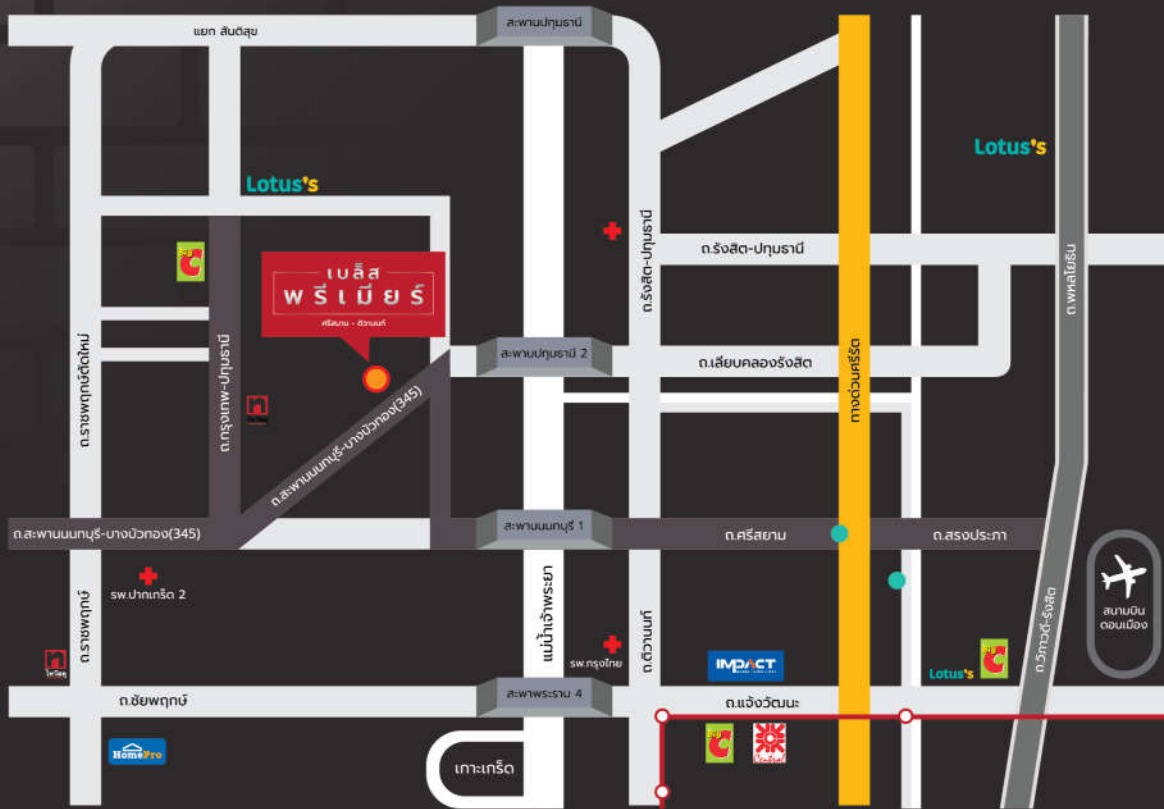 สะพานปทุมธานี
แยก สันติสุข
Lotus's
Lotus's
ถ.รังสิต-ปทุมธานี
ถ.รังสิต-ปทุมธานี
ถ.พหลโยธิน
เบล็ส
พรีเมียร์
ศรีสมาน - ติวานนท์
ถ.ราชพฤกษ์ตัดใหม่
ถ.กรุงเทพ-ปทุมธานี
สะพานปทุมธานี 2
ถ.เลียบคลองรังสิต
ทางด่วนศรีรัต
ถ.สะพานนนทบุรี-บางบัวทอง(345)
ถ.สะพานนนทบุรี-บางบัวทอง(345)
สะพานนนทบุรี 1
ถ.ศรีสยาม
ถ.สรงประภา
รพ.ปากเกร็ด 2
ถ.ราชพฤกษ์
แม่น้ำเจ้าพระยา
ถ.ติวานนท์
ถ.วิภาวดี-รังสิต
สนามบิน
ดอนเมือง
ไทวัสดุ
รพ.กรุงไทย
IMPACT
Lotus's
ถ.ชัยพฤกษ์
สะพาพระราม 4
ถ.แจ้งวัฒนะ
HomePro
เกาะเกร็ด